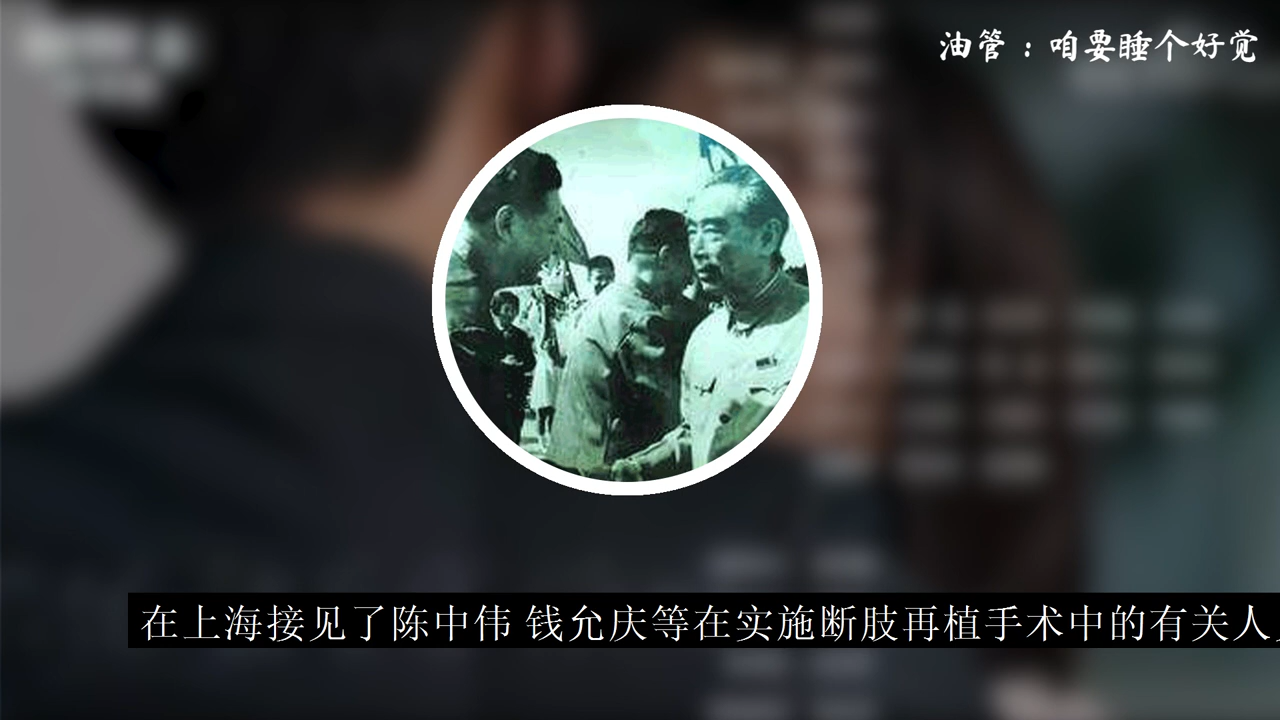 油管：咱要睡个好觉
在上海接见了陈中伟 钱允庆等在实施断肢再植手术中的有关人